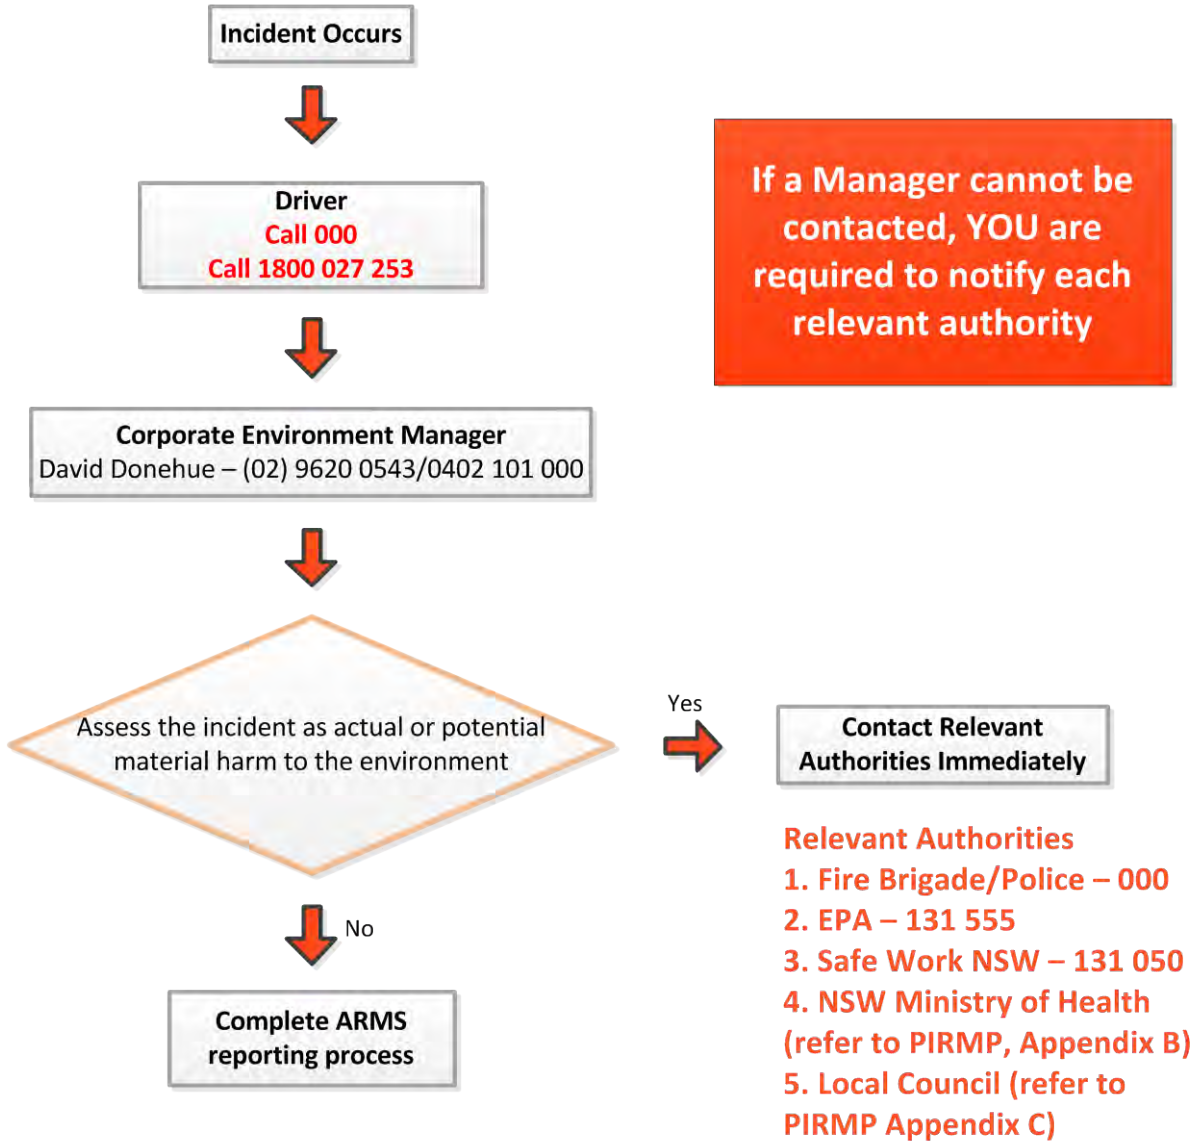 Incident Occurs
Driver
Call 000
Call 1800 027 253
If a Manager cannot be
contacted, YOU are
required to notify each
relevant authority
Corporate Environment Manager
David Donehue – (02) 9620 0543/0402 101 000
Assess the incident as actual or potential
material harm to the environment
Yes
Contact Relevant
Authorities Immediately
Relevant Authorities
1. Fire Brigade/Police – 000
2. EPA – 131 555
3. Safe Work NSW – 131 050
4. NSW Ministry of Health
(refer to PIRMP, Appendix B)
5. Local Council (refer to
PIRMP Appendix C)
No
Complete ARMS
reporting process